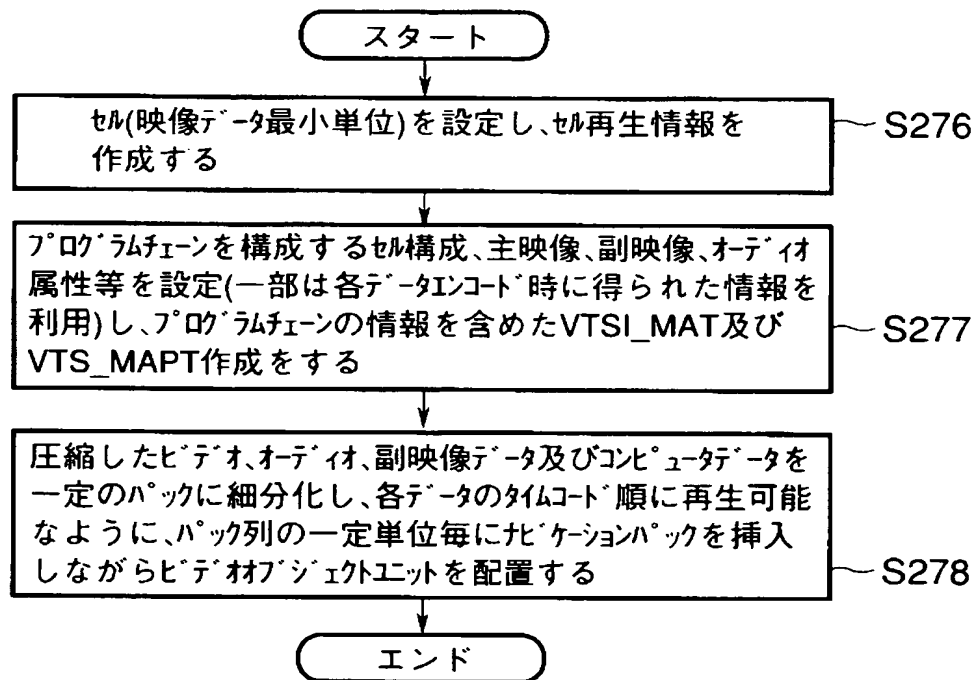 スタート
セル(映像データ最小単位)を設定し、セル再生情報を
作成する
S276
プログラムチェーンを構成するセル構成、主映像、副映像、オーディオ
属性等を設定(一部は各データエンコード時に得られた情報を
利用)し、プログラムチェーンの情報を含めたVTSI_MAT及び
VTS_MAPT作成をする
S277
圧縮したビデオ、オーディオ、副映像データ及びコンピュータデータを
一定のパックに細分化し、各データのタイムコード順に再生可能
なように、パック列の一定単位毎にナビゲーションパックを挿入
しながらビデオオブジェクトユニットを配置する
S278
エンド